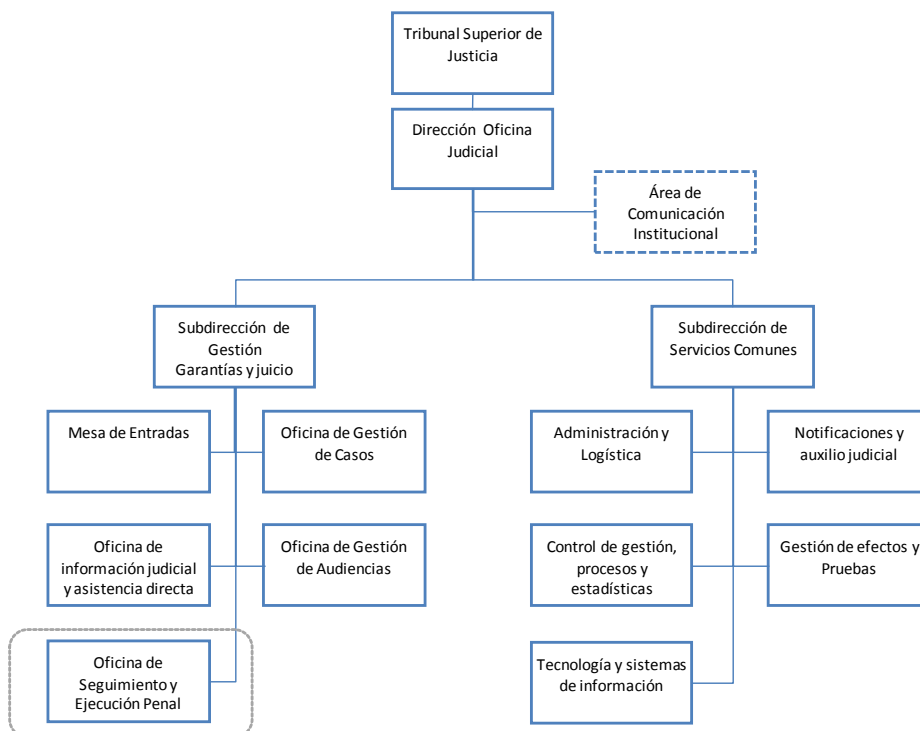 Tribunal Superior de
Justicia
Dirección Oficina
Judicial
Área de
Comunicación
Institucional
Subdirección de
Gestión
Garantías y juicio
Subdirección de
Servicios Comunes
Mesa de Entradas
Oficina de Gestión
de Casos
Administración y
Logística
Notificaciones y
auxilio judicial
Oficina de
información judicial
y asistencia directa
Oficina de Gestión
de Audiencias
Control de gestión,
procesos y
estadísticas
Gestión de efectos y
Pruebas
Oficina de
Seguimiento y
Ejecución Penal
Tecnología y sistemas
de información